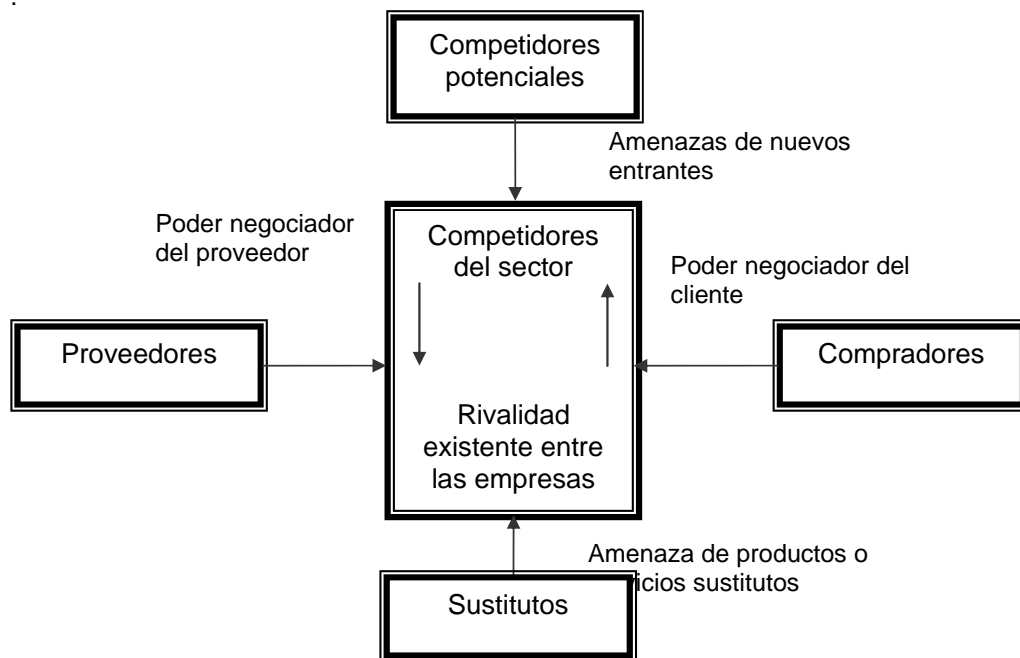 .
Competidores
potenciales
Amenazas de nuevos
entrantes
Poder negociador
del proveedor
Competidores
del sector
Poder negociador del
cliente
Proveedores
Compradores
Rivalidad
existente entre
las empresas
Amenaza de productos o
vicios sustitutos
Sustitutos